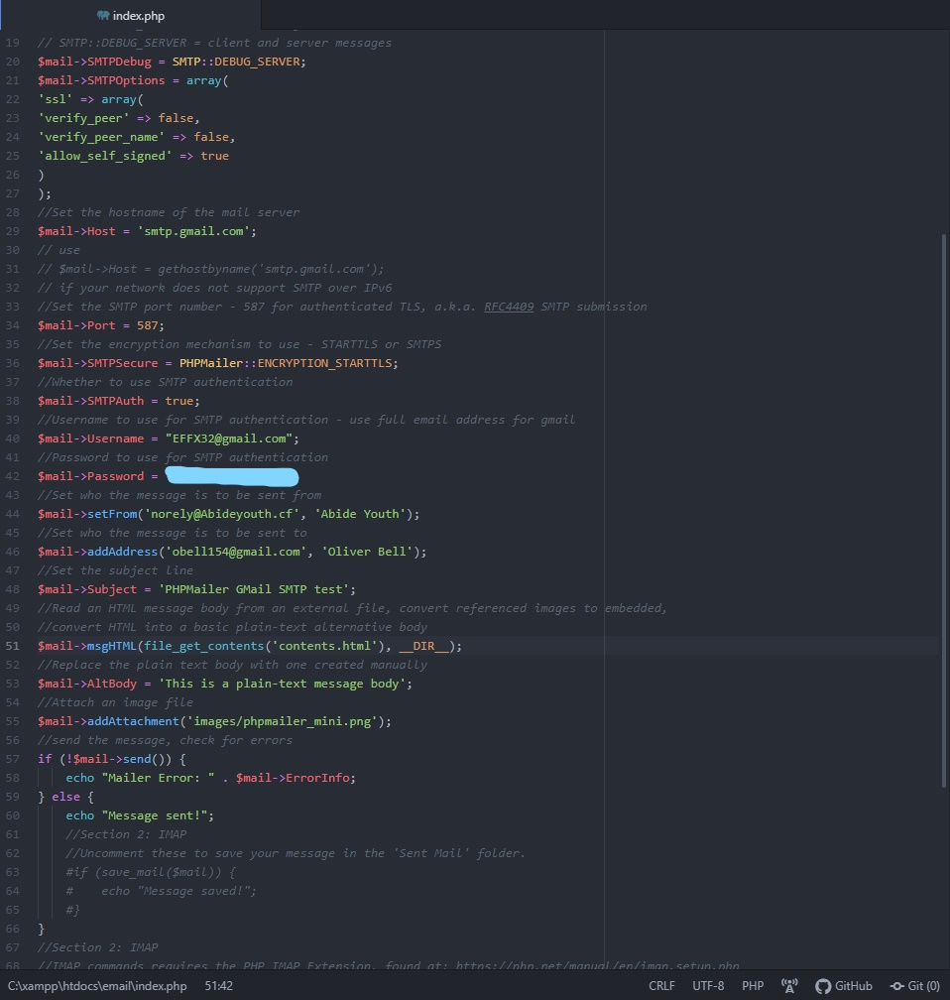 index.php
19 // SMTP::DEBUG_SERVER = client and server messages
20 $mail->SMTPDebug = SMTP::DEBUG_SERVER;
21 $mail->SMTPOptions = array(
22 'ssl' => array(
23 'verify_peer' => false,
24 'verify_peer_name' => false,
25 'allow_self_signed' => true
26 )
27 );
28 //Set the hostname of the mail server
29 $mail->Host = 'smtp.gmail.com';
30 // use
31 // $mail->Host = gethostbyname('smtp.gmail.com');
32 // if your network does not support SMTP over IPv6
33 //Set the SMTP port number - 587 for authenticated TLS, a.k.a. RFC4409 SMTP submission
34 $mail->Port = 587;
35 //Set the encryption mechanism to use - STARTTLS or SMTPS
36 $mail->SMTPSecure = PHPMailer::ENCRYPTION_STARTTLS;
37 //Whether to use SMTP authentication
38 $mail->SMTPAuth = true;
39 //Username to use for SMTP authentication - use full email address for gmail
40 $mail->Username = "EFFX32@gmail.com";
41 //Password to use for SMTP authentication
42 $mail->Password =
43 //Set who the message is to be sent from
44 $mail->setFrom('norely@Abideyouth.cf', 'Abide Youth');
45 //Set who the message is to be sent to
46 $mail->addAddress('obell154@gmail.com', 'Oliver Bell');
47 //Set the subject line
48 $mail->Subject = 'PHPMailer GMail SMTP test';
49 //Read an HTML message body from an external file, convert referenced images to embedded,
50 //convert HTML into a basic plain-text alternative body
51 $mail->msgHTML(file_get_contents('contents.html'), __DIR__);
52 //Replace the plain text body with one created manually
53 $mail->AltBody = 'This is a plain-text message body';
54 //Attach an image file
55 $mail->addAttachment('images/phpmailer_mini.png');
56 //send the message, check for errors
57 if (!$mail->send()) {
58 echo "Mailer Error: " . $mail->ErrorInfo;
59 } else {
60 echo "Message sent!";
61 //Section 2: IMAP
62 //Uncomment these to save your message in the 'Sent Mail' folder.
63 #if (save_mail($mail)) {
64 # echo "Message saved!";
65 #}
66 }
67 //Section 2: IMAP
68 //IMAP commands requires the PHP IMAP Extension, found at: https://php.net/manual/en/imap.setup.php
C:\xampp\htdocs\email\index.php 51:42 CRLF UTF-8 PHP GitHub Git (0)